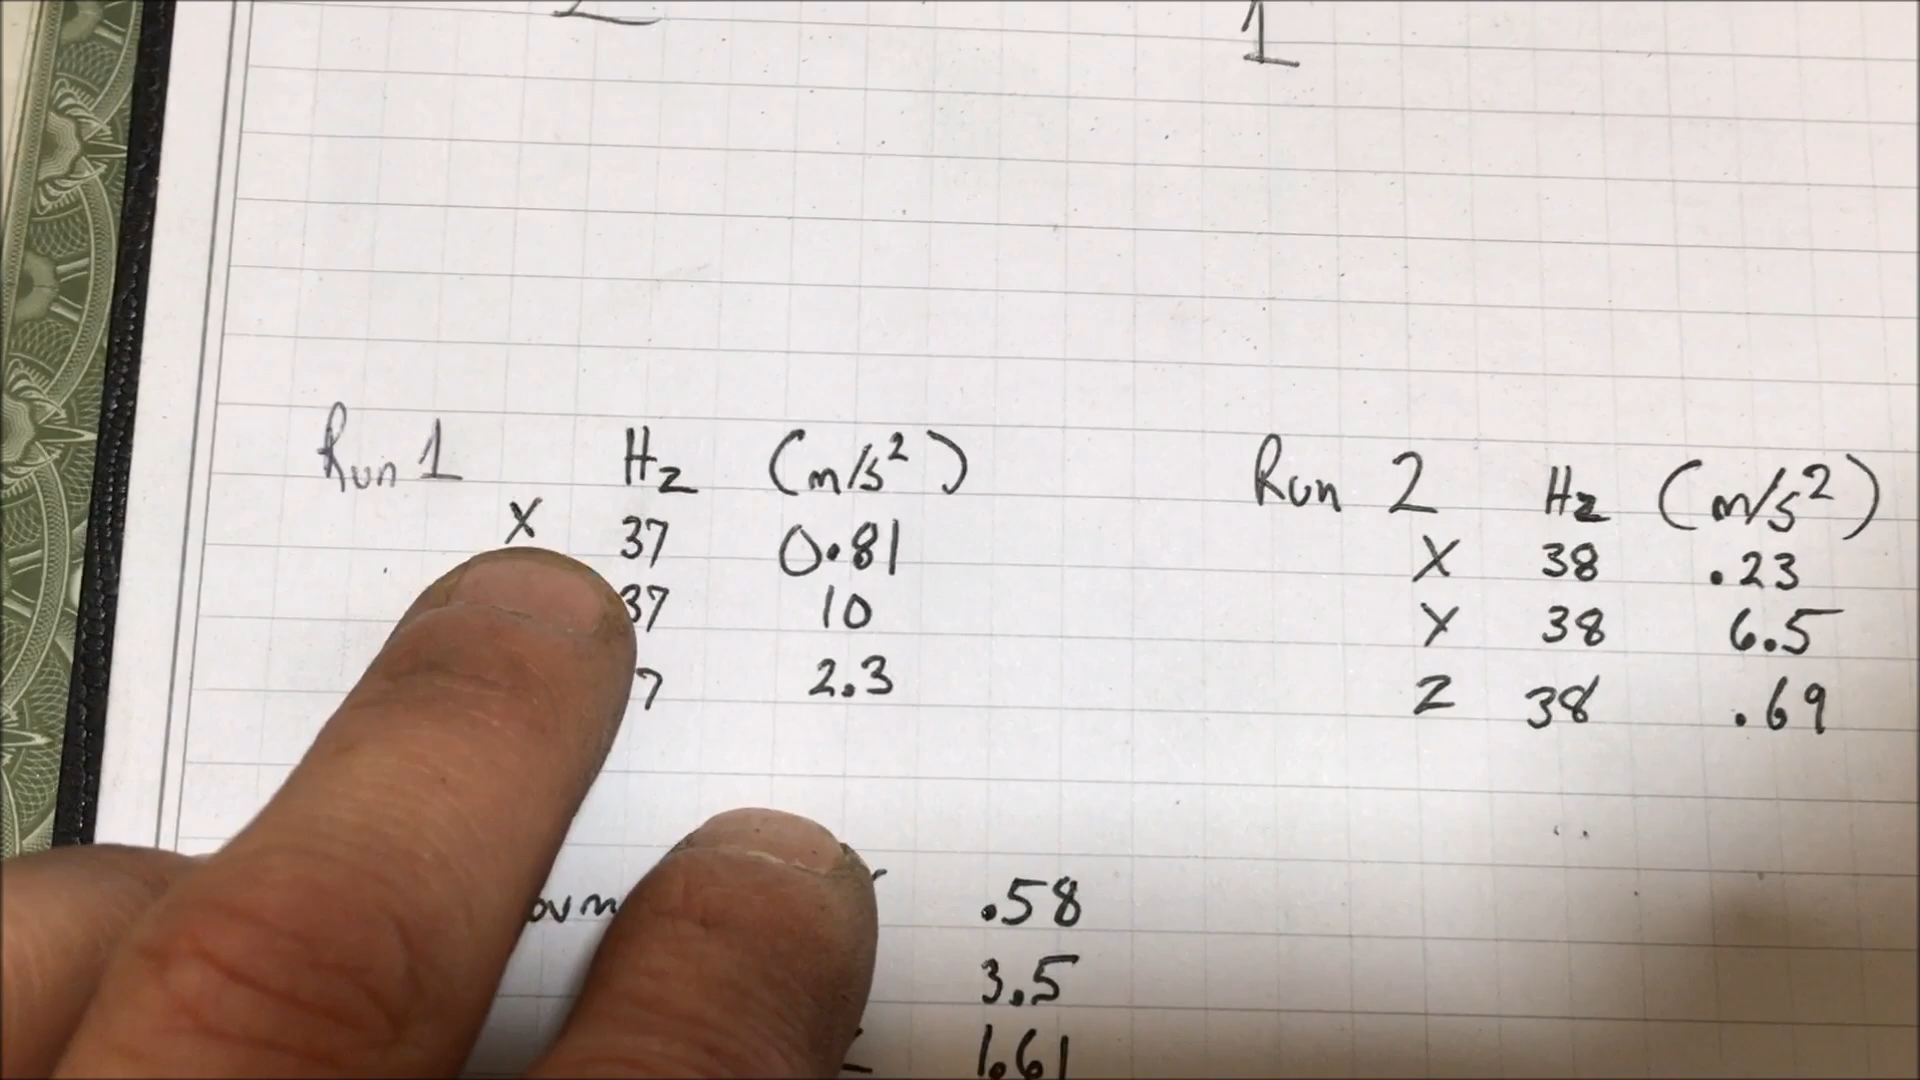 1
Run 1 Hz (m/s²)
X 37 0.81
37 10
7 2.3
Run 2 Hz (m/s²)
X 38 .23
Y 38 6.5
Z 38 .69
.58
3.5
1.61